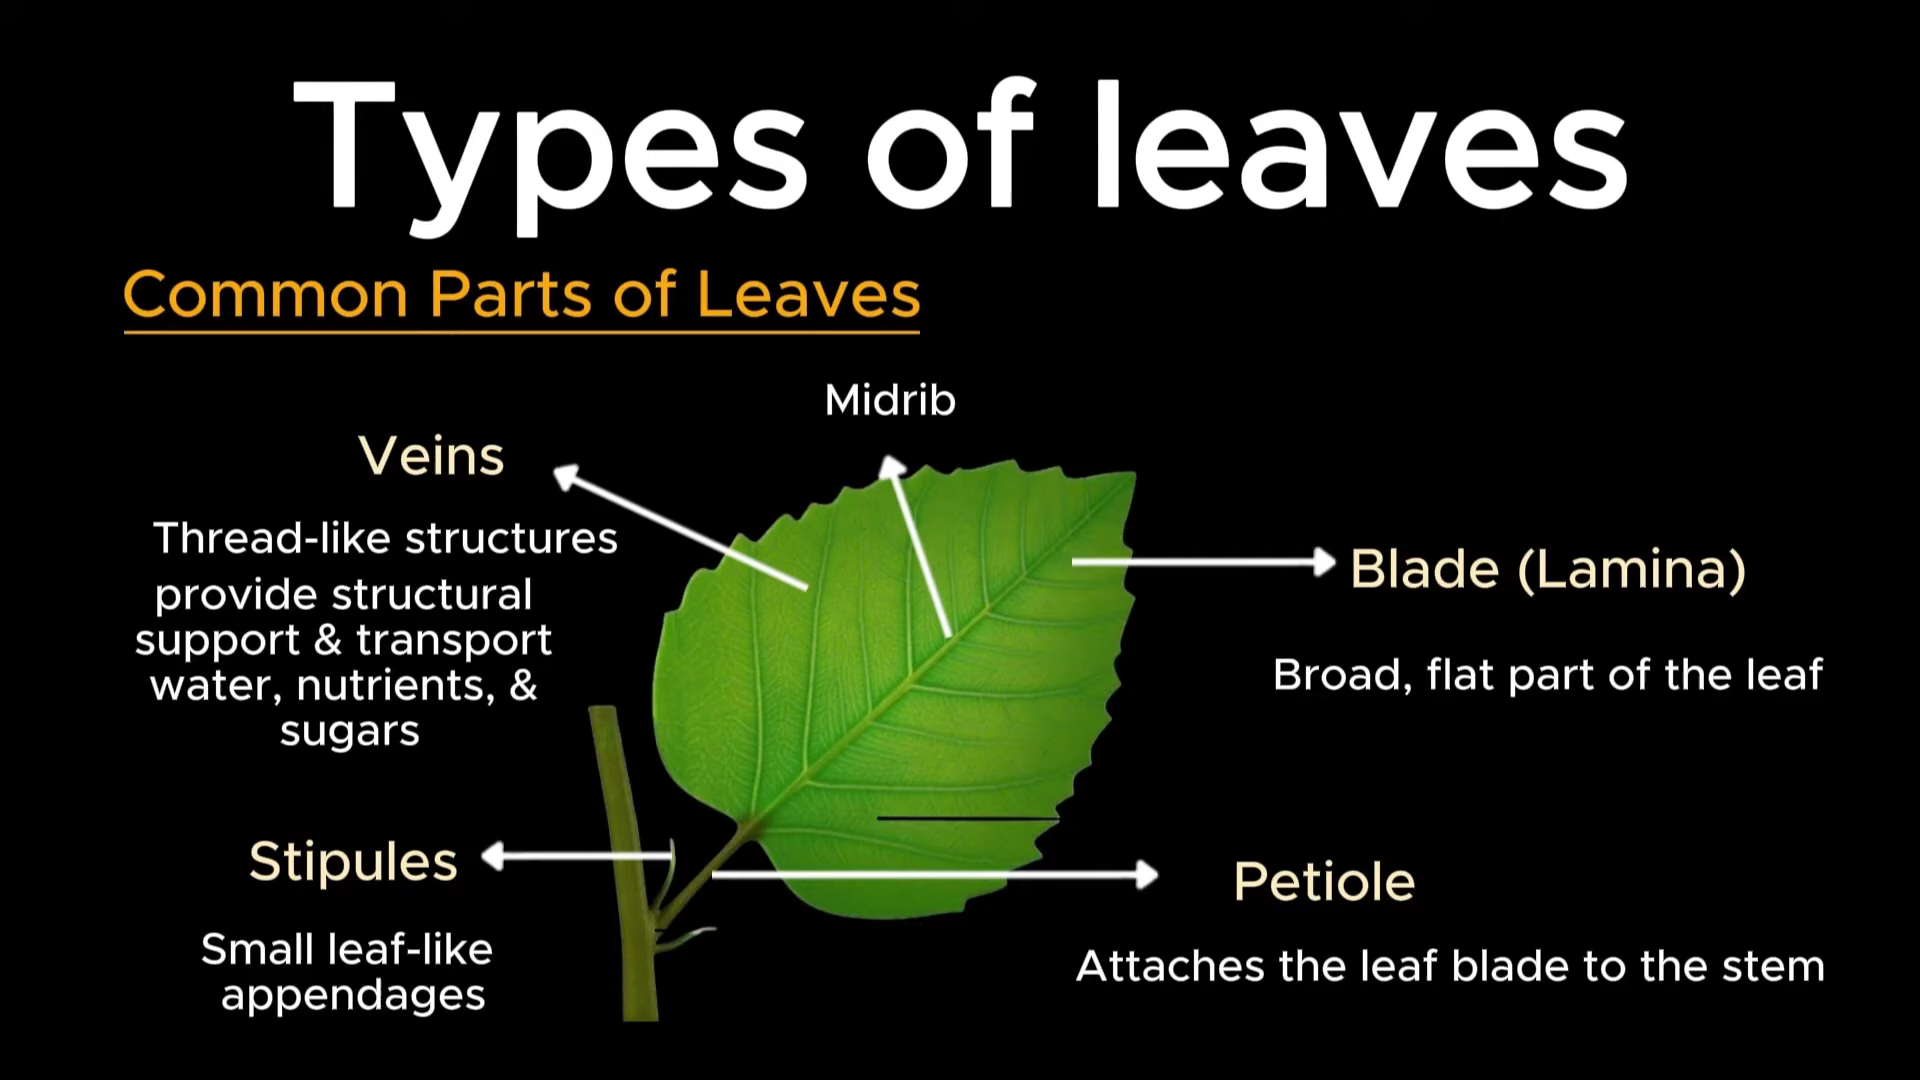 Types of leaves
Common Parts of Leaves
Midrib
Veins
Thread-like structures
provide structural
support & transport
water, nutrients, &
sugars
Blade (Lamina)
Broad, flat part of the leaf
Stipules
Small leaf-like
appendages
Petiole
Attaches the leaf blade to the stem